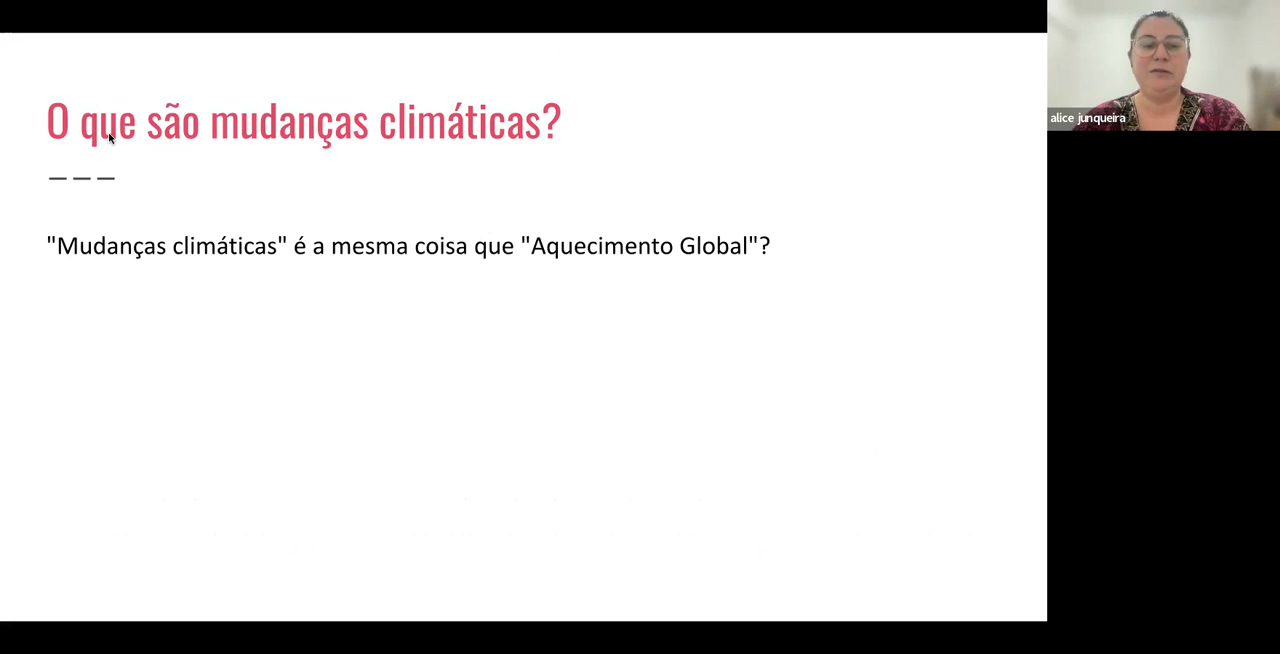 O que são mudanças climáticas?
"Mudanças climáticas" é a mesma coisa que "Aquecimento Global"?
alice junqueira